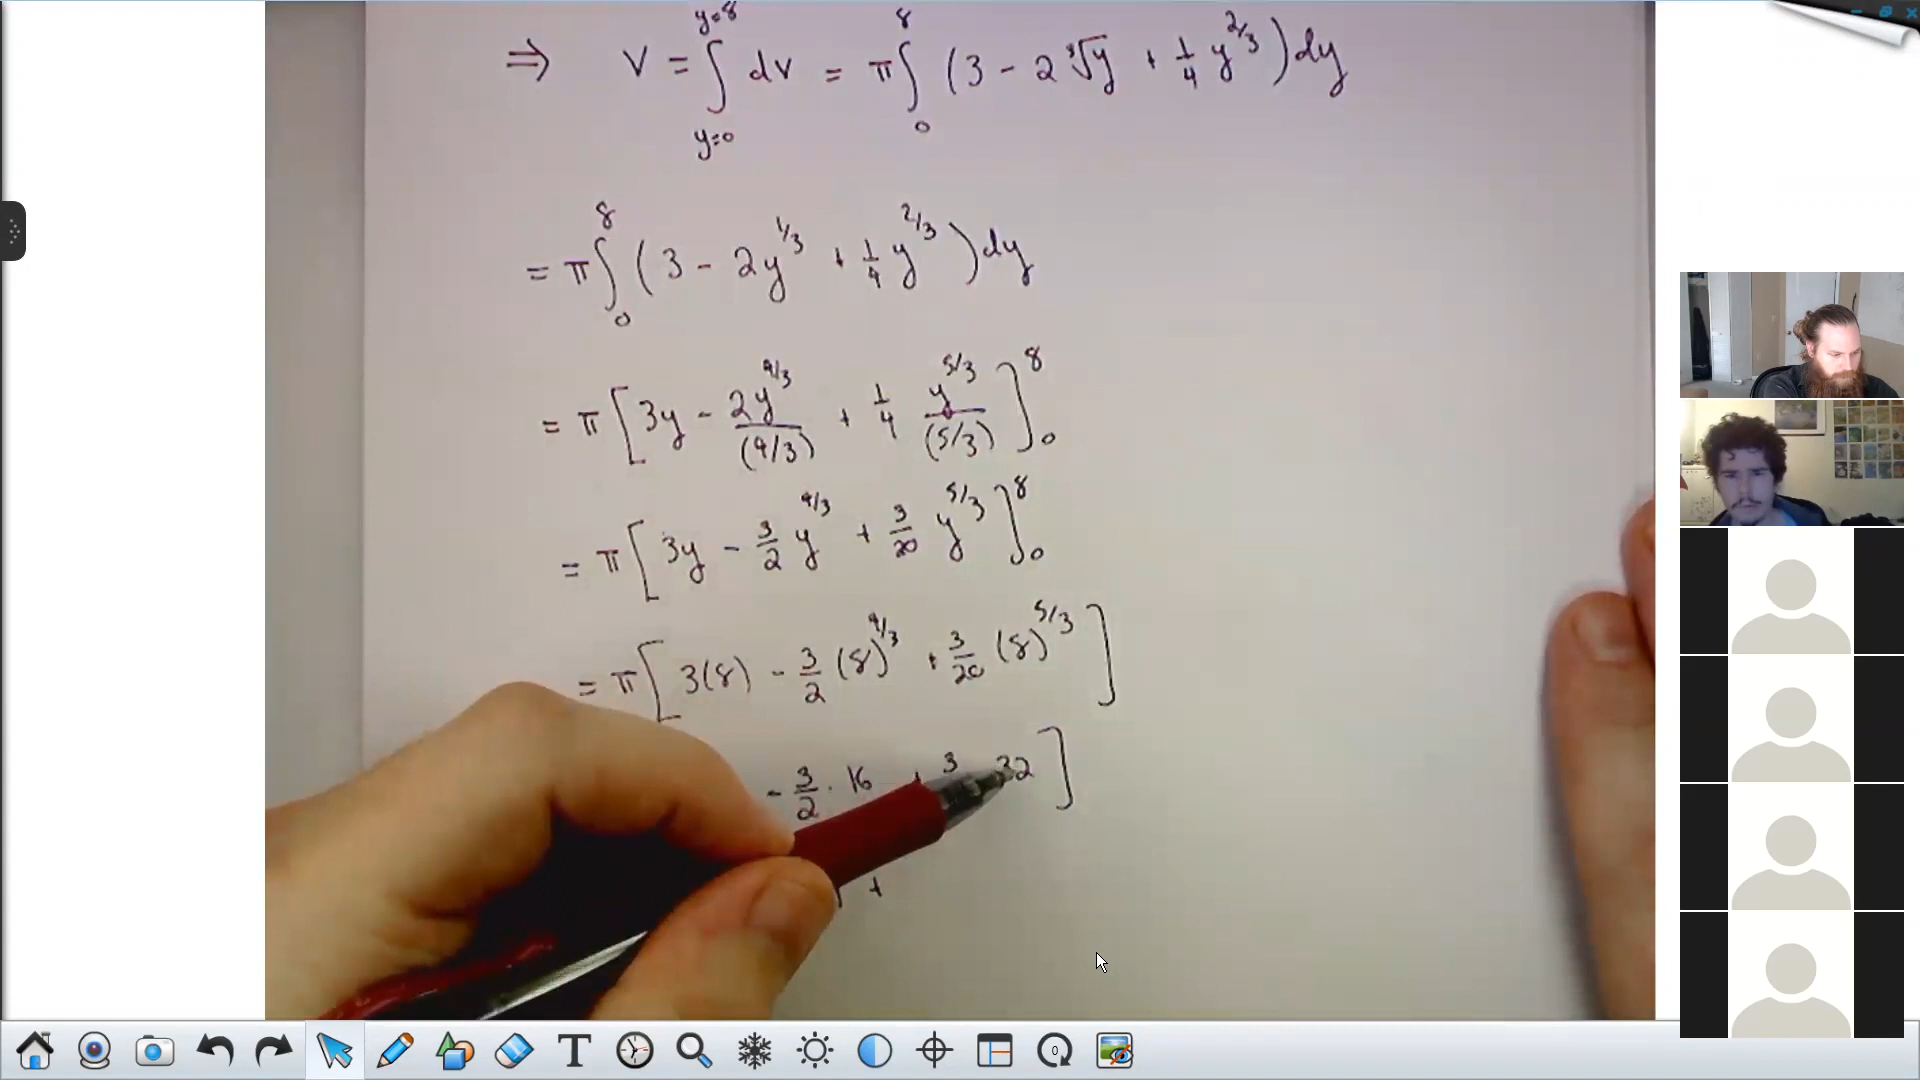 ⇒ V = ∫_{y=0}^{y=8} dV = π∫_0^8 (3 - 2∛y + 1/4 y^{2/3}) dy
= π∫_0^8 (3 - 2y^{1/3} + 1/4 y^{2/3}) dy
= π[3y - 2y^{4/3}/(4/3) + 1/4 y^{5/3}/(5/3)]_0^8
= π[3y - 3/2 y^{4/3} + 3/20 y^{5/3}]_0^8
= π[3(8) - 3/2 (8)^{4/3} + 3/20 (8)^{5/3}]
- 3/2 · 16 + 3 32]
+
T
0